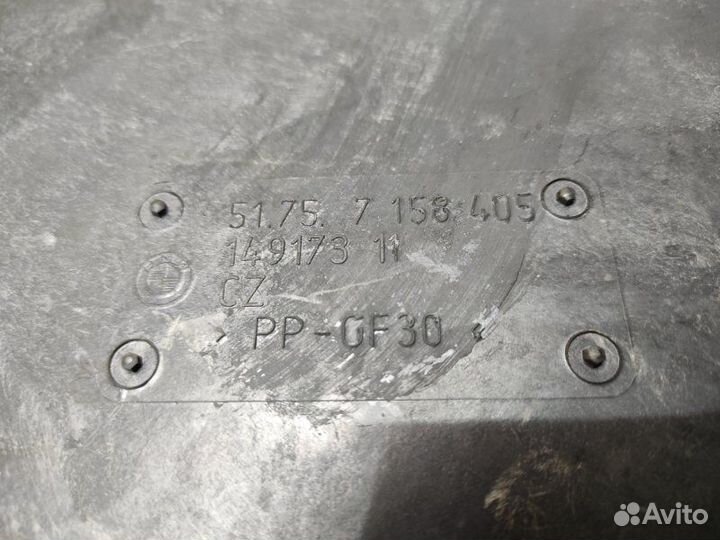 51.75. 7 158 405
149173 11
CZ
> PP-GF30 <
Avito